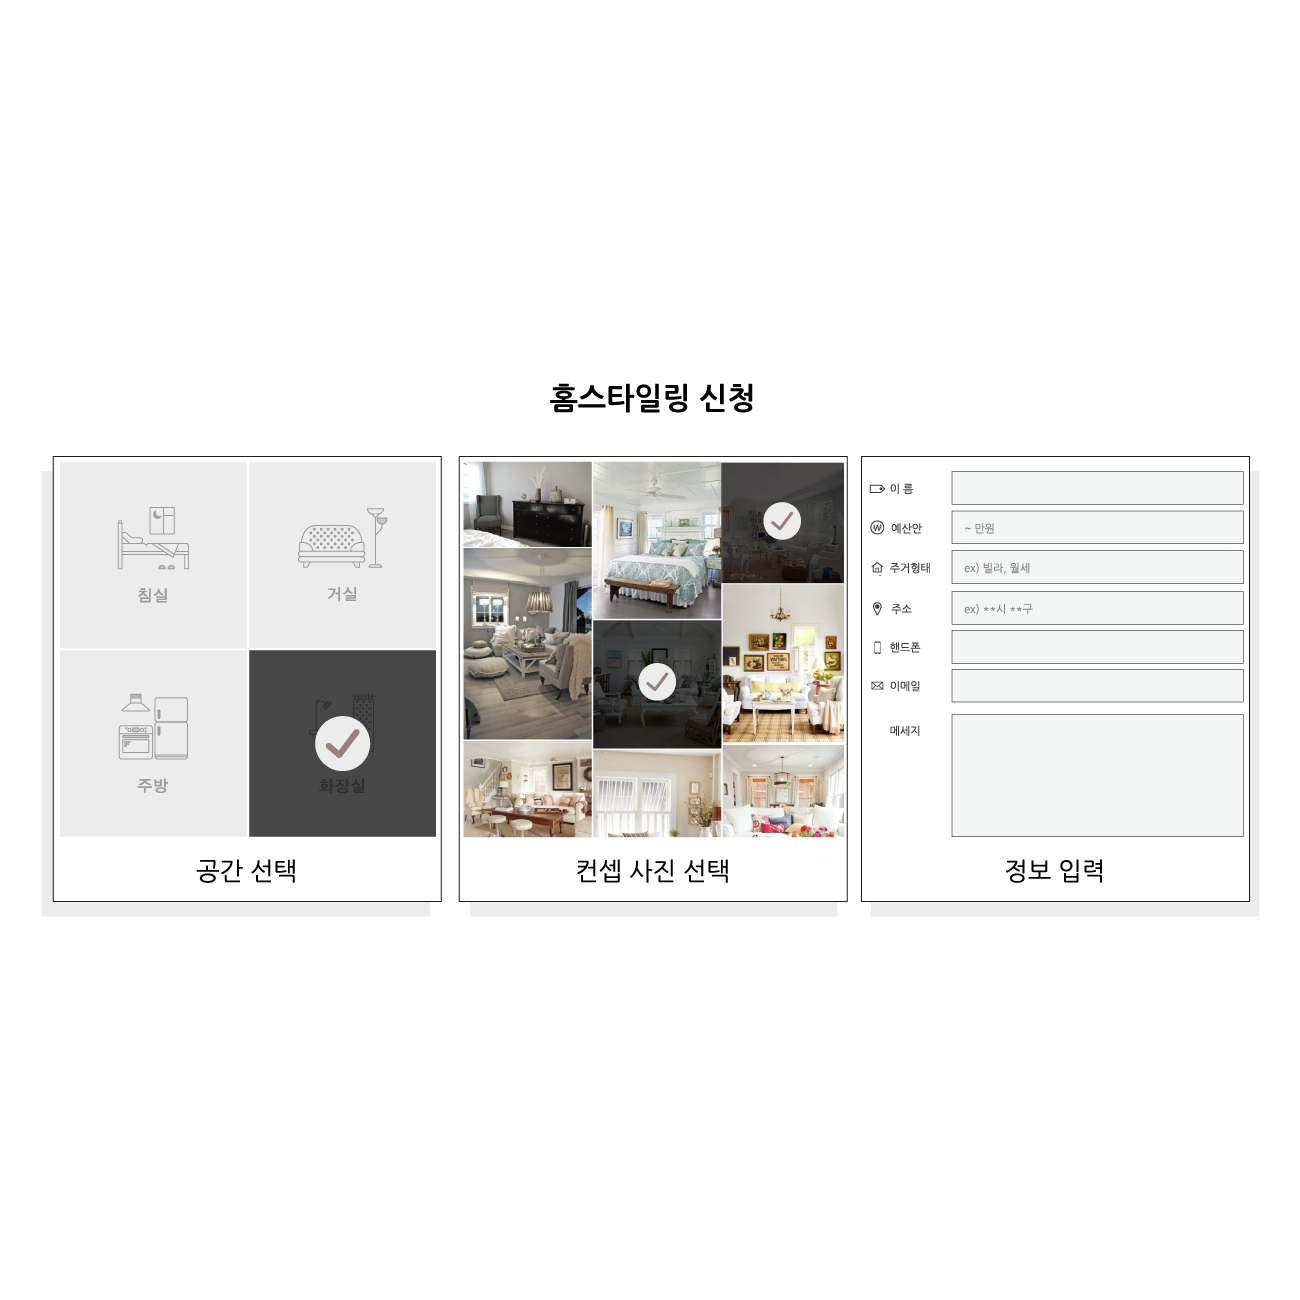 홈스타일링 신청
침실
거실
주방
화장실
공간 선택
컨셉 사진 선택
이 름
예산안
~ 만원
주거형태
ex) 빌라, 월세
주소
ex) **시 **구
핸드폰
이메일
메세지
정보 입력